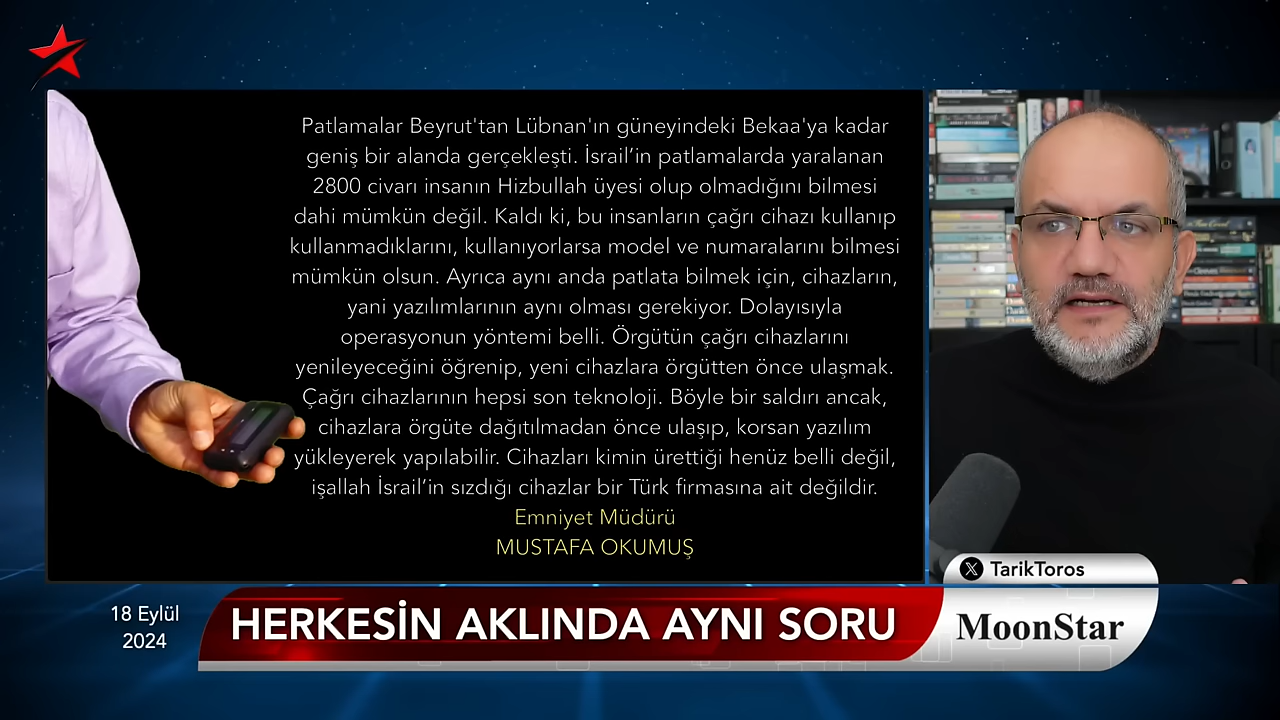 Patlamalar Beyrut'tan Lübnan'ın güneyindeki Bekaa'ya kadar
geniş bir alanda gerçekleşti. İsrail’in patlamalarda yaralanan
2800 civarı insanın Hizbullah üyesi olup olmadığını bilmesi
dahi mümkün değil. Kaldı ki, bu insanların çağrı cihazı kullanıp
kullanmadıklarını, kullanıyorlarsa model ve numaralarını bilmesi
mümkün olsun. Ayrıca aynı anda patlata bilmek için, cihazların,
yani yazılımlarının aynı olması gerekiyor. Dolayısıyla
operasyonun yöntemi belli. Örgütün çağrı cihazlarını
yenileyeceğini öğrenip, yeni cihazlara örgütten önce ulaşmak.
Çağrı cihazlarının hepsi son teknoloji. Böyle bir saldırı ancak,
cihazlara örgüte dağıtılmadan önce ulaşıp, korsan yazılım
yükleyerek yapılabilir. Cihazları kimin ürettiği henüz belli değil,
işallah İsrail’in sızdığı cihazlar bir Türk firmasına ait değildir.
Emniyet Müdürü
MUSTAFA OKUMUŞ
X TarikToros
18 Eylül
2024
HERKESİN AKLINDA AYNI SORU
MoonStar